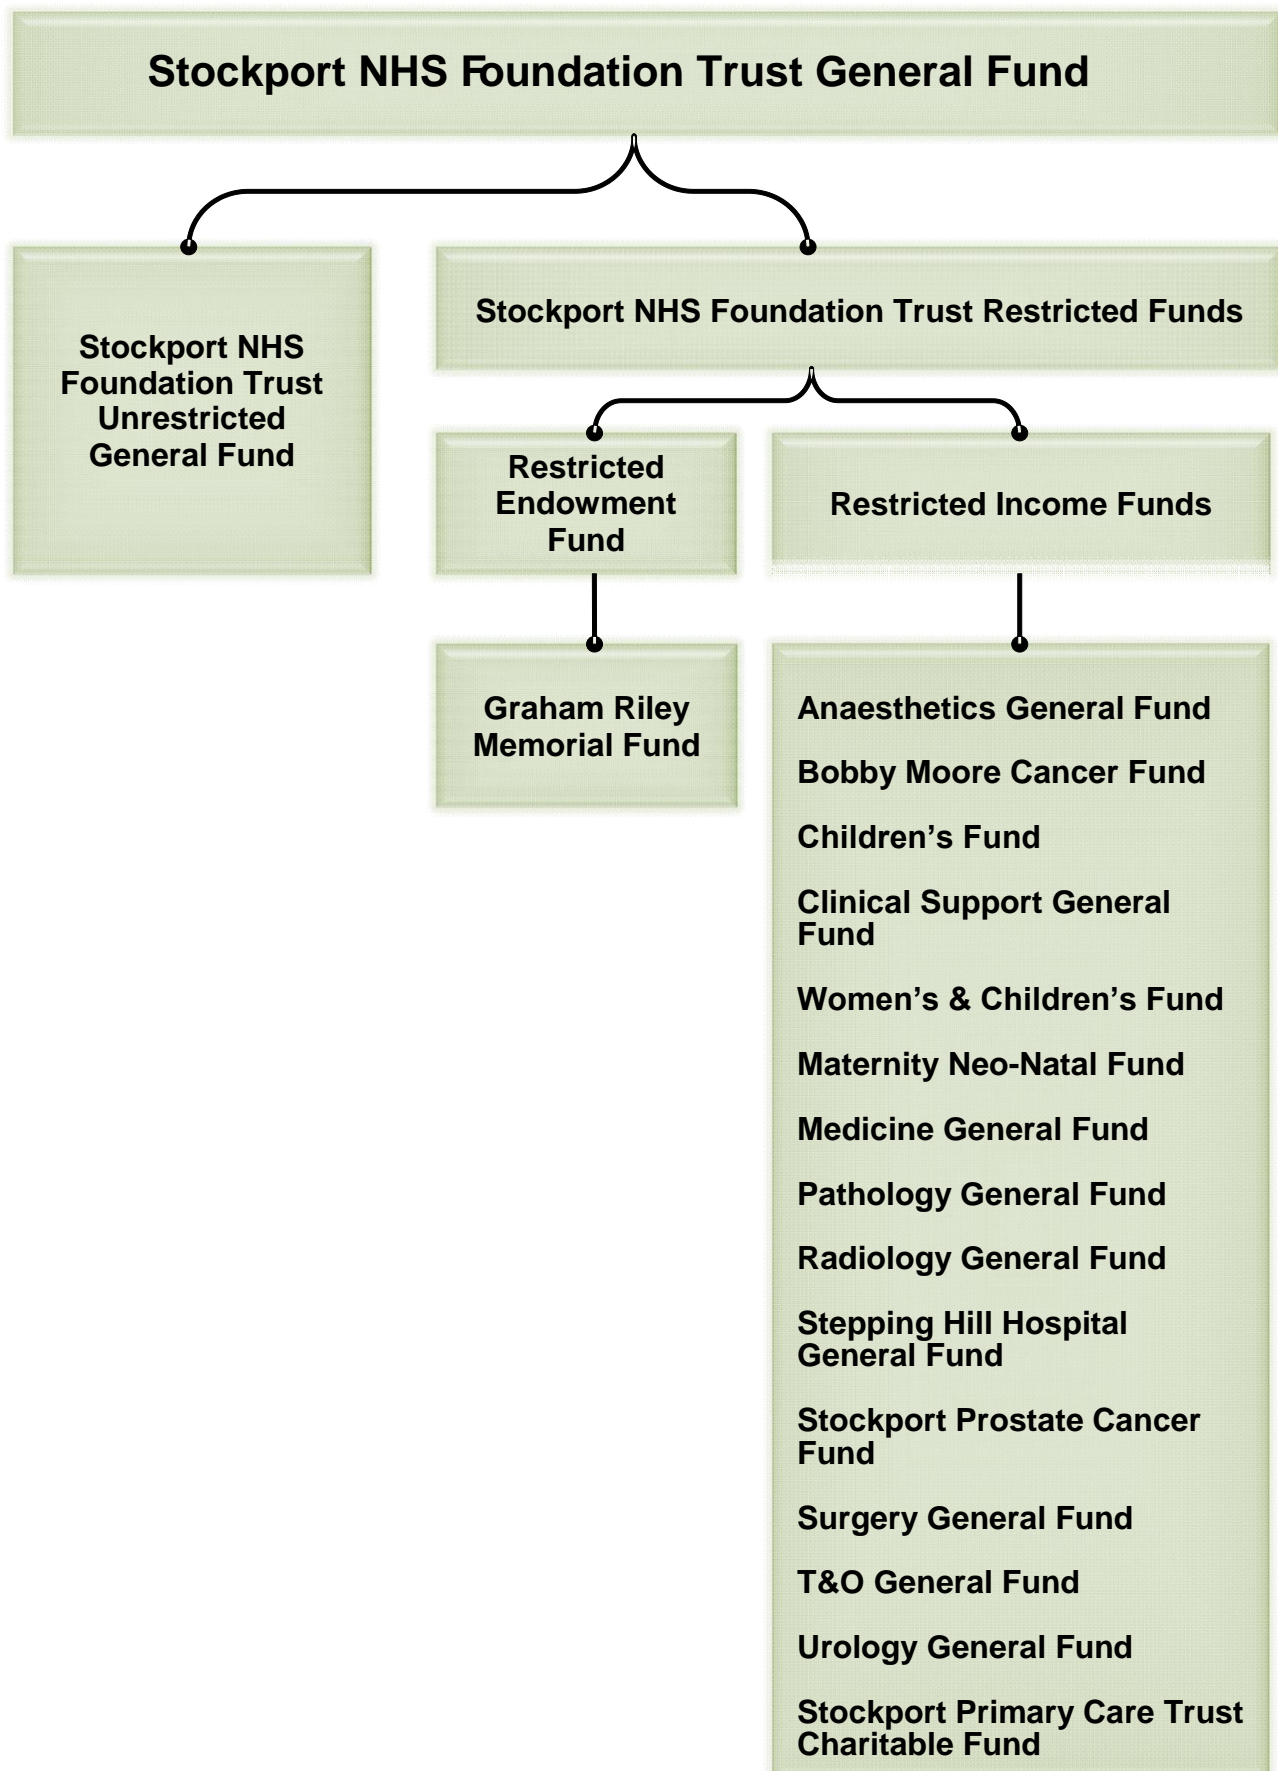 Stockport NHS Foundation Trust General Fund
Stockport NHS
Foundation Trust
Unrestricted
General Fund
Stockport NHS Foundation Trust Restricted Funds
Restricted
Endowment
Fund
Restricted Income Funds
Graham Riley
Memorial Fund
Anaesthetics General Fund
Bobby Moore Cancer Fund
Children’s Fund
Clinical Support General
Fund
Women’s & Children’s Fund
Maternity Neo-Natal Fund
Medicine General Fund
Pathology General Fund
Radiology General Fund
Stepping Hill Hospital
General Fund
Stockport Prostate Cancer
Fund
Surgery General Fund
T&O General Fund
Urology General Fund
Stockport Primary Care Trust
Charitable Fund